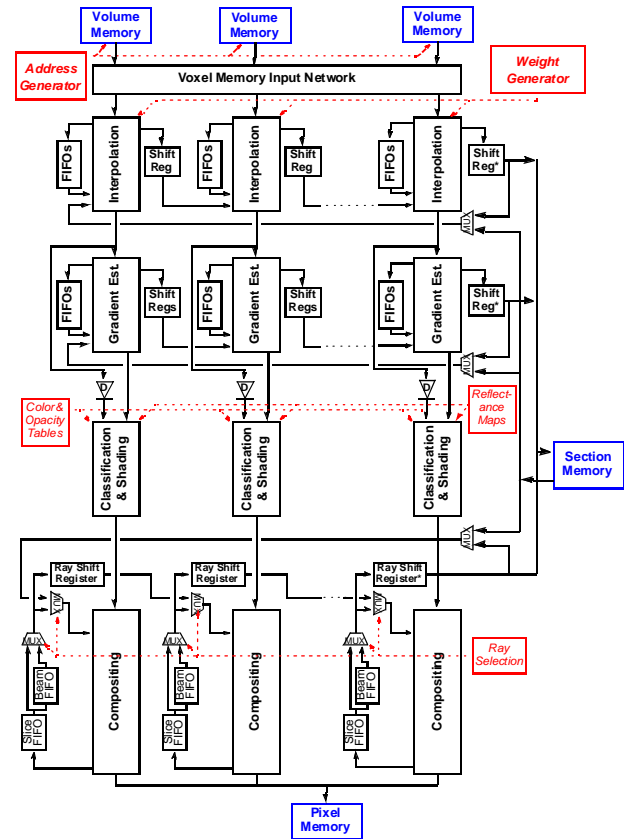 Volume
Memory
Volume
Memory
Volume
Memory
Address
Generator
Voxel Memory Input Network
Weight
Generator
FIFOs
Interpolation
Shift
Reg
FIFOs
Interpolation
Shift
Reg
FIFOs
Interpolation
Shift
Reg*
MUX
FIFOs
Gradient Est.
Shift
Regs
FIFOs
Gradient Est.
Shift
Regs
FIFOs
Gradient Est.
Shift
Reg*
MUX
D
D
D
Color&
Opacity
Tables
Reflect-
ance
Maps
Classification
& Shading
Classification
& Shading
Classification
& Shading
Section
Memory
MUX
Ray Shift
Register
Ray Shift
Register
Ray Shift
Register*
MUX
MUX
MUX
MUX
MUX
MUX
Compositing
Compositing
Compositing
Ray
Selection
Beam
FIFO
Slice
FIFO
Beam
FIFO
Slice
FIFO
Beam
FIFO
Slice
FIFO
Pixel
Memory